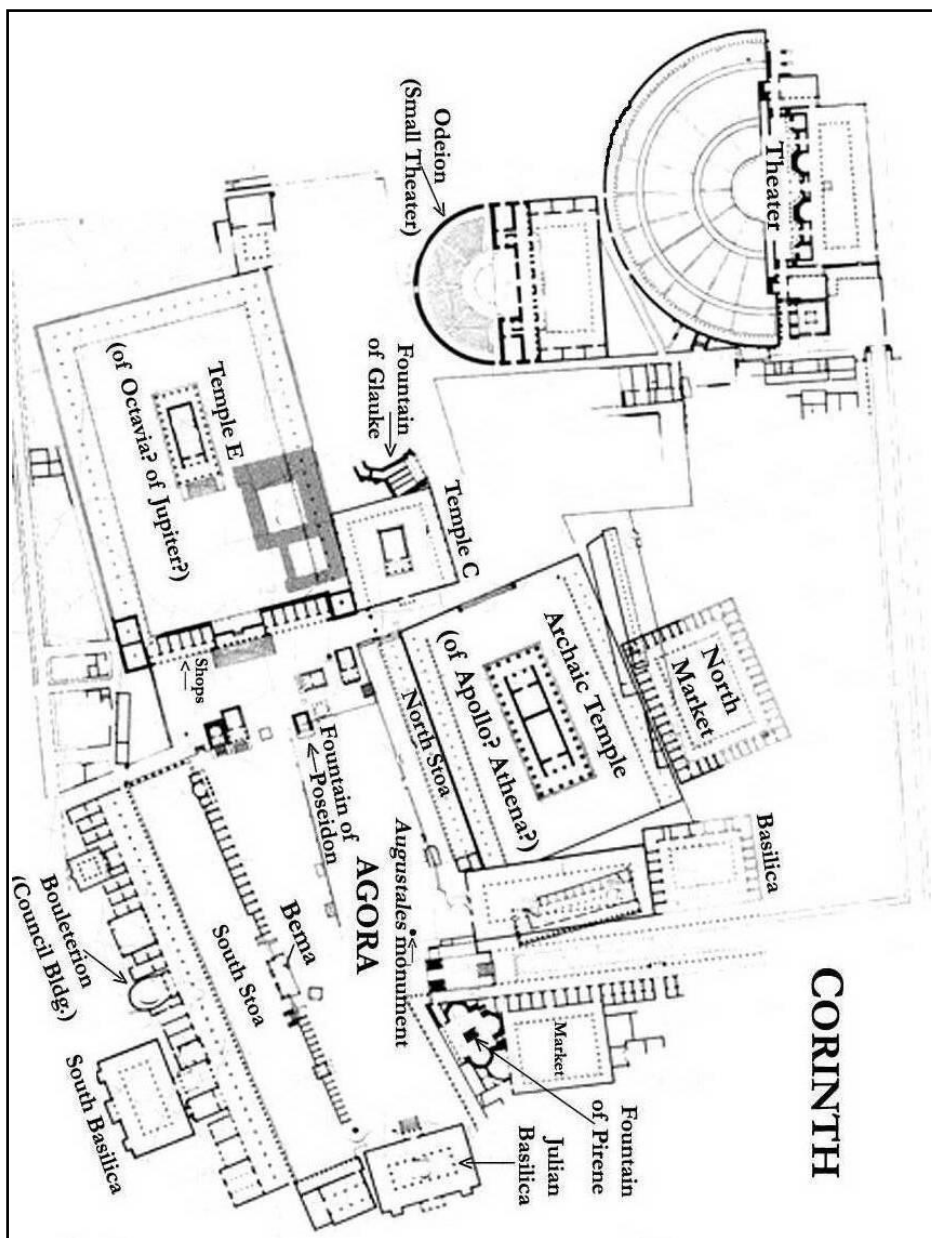 CORINTH
Theater
Odeion
(Small Theater)
North
Market
Basilica
Fountain
of Glauke
Temple C
Archaic Temple
(of Apollo? Athena?)
North Stoa
Temple E
(of Octavia? of Jupiter?)
Shops
Fountain of
Poseidon
AGORA
Augustales monument
Market
Fountain
of Pirene
Julian
Basilica
Bema
South Stoa
Bouleterion
(Council Bldg.)
South Basilica